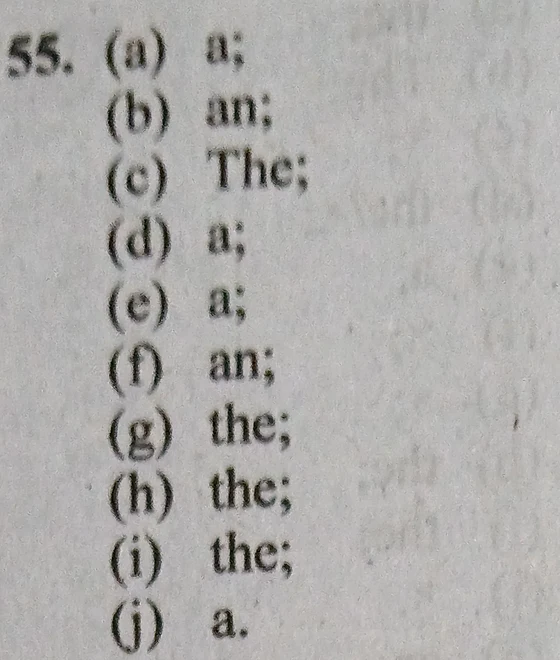 55. (a) a;
(b) an;
(c) The;
(d) a;
(e) a;
(f) an;
(g) the;
(h) the;
(i) the;
(j) a.